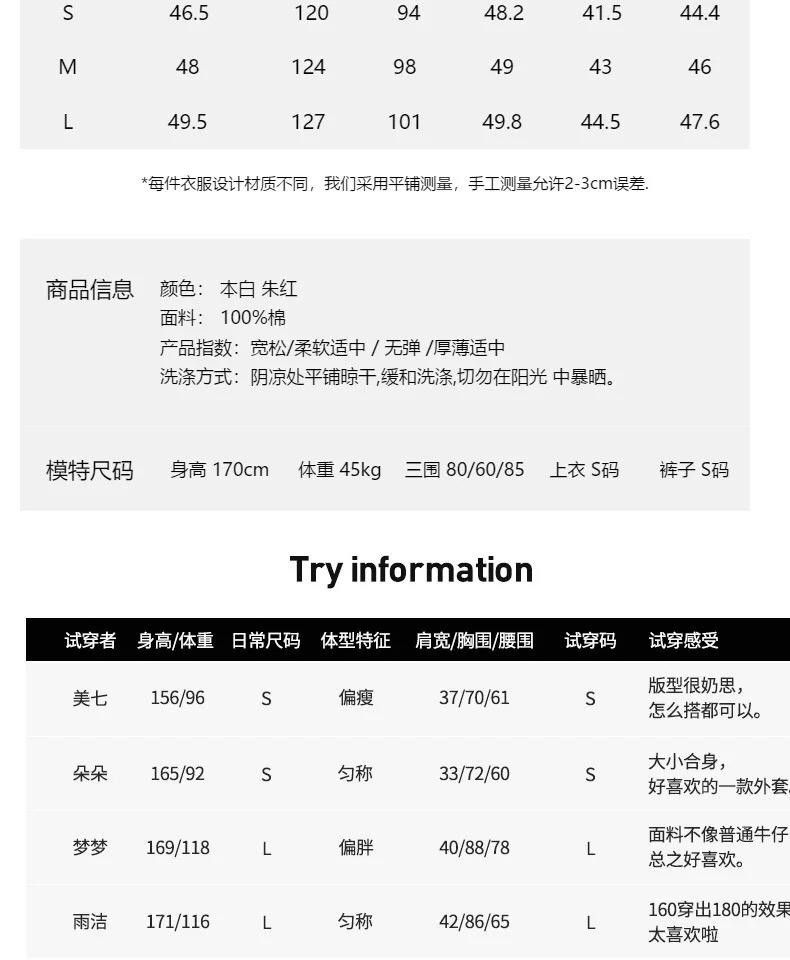 S 46.5 120 94 48.2 41.5 44.4
M 48 124 98 49 43 46
L 49.5 127 101 49.8 44.5 47.6
*每件衣服设计材质不同，我们采用平铺测量，手工测量允许2-3cm误差.
商品信息 颜色： 本白 朱红
面料： 100%棉
产品指数：宽松/柔软适中 / 无弹 /厚薄适中
洗涤方式：阴凉处平铺晾干,缓和洗涤,切勿在阳光 中暴晒。
模特尺码 身高 170cm 体重 45kg 三围 80/60/85 上衣 S码 裤子 S码
Try information
试穿者 身高/体重 日常尺码 体型特征 肩宽/胸围/腰围 试穿码 试穿感受
美七 156/96 S 偏瘦 37/70/61 S 版型很奶思，
怎么搭都可以。
朵朵 165/92 S 匀称 33/72/60 S 大小合身，
好喜欢的一款外套
梦梦 169/118 L 偏胖 40/88/78 L 面料不像普通牛仔
总之好喜欢。
雨洁 171/116 L 匀称 42/86/65 L 160穿出180的效果
太喜欢啦